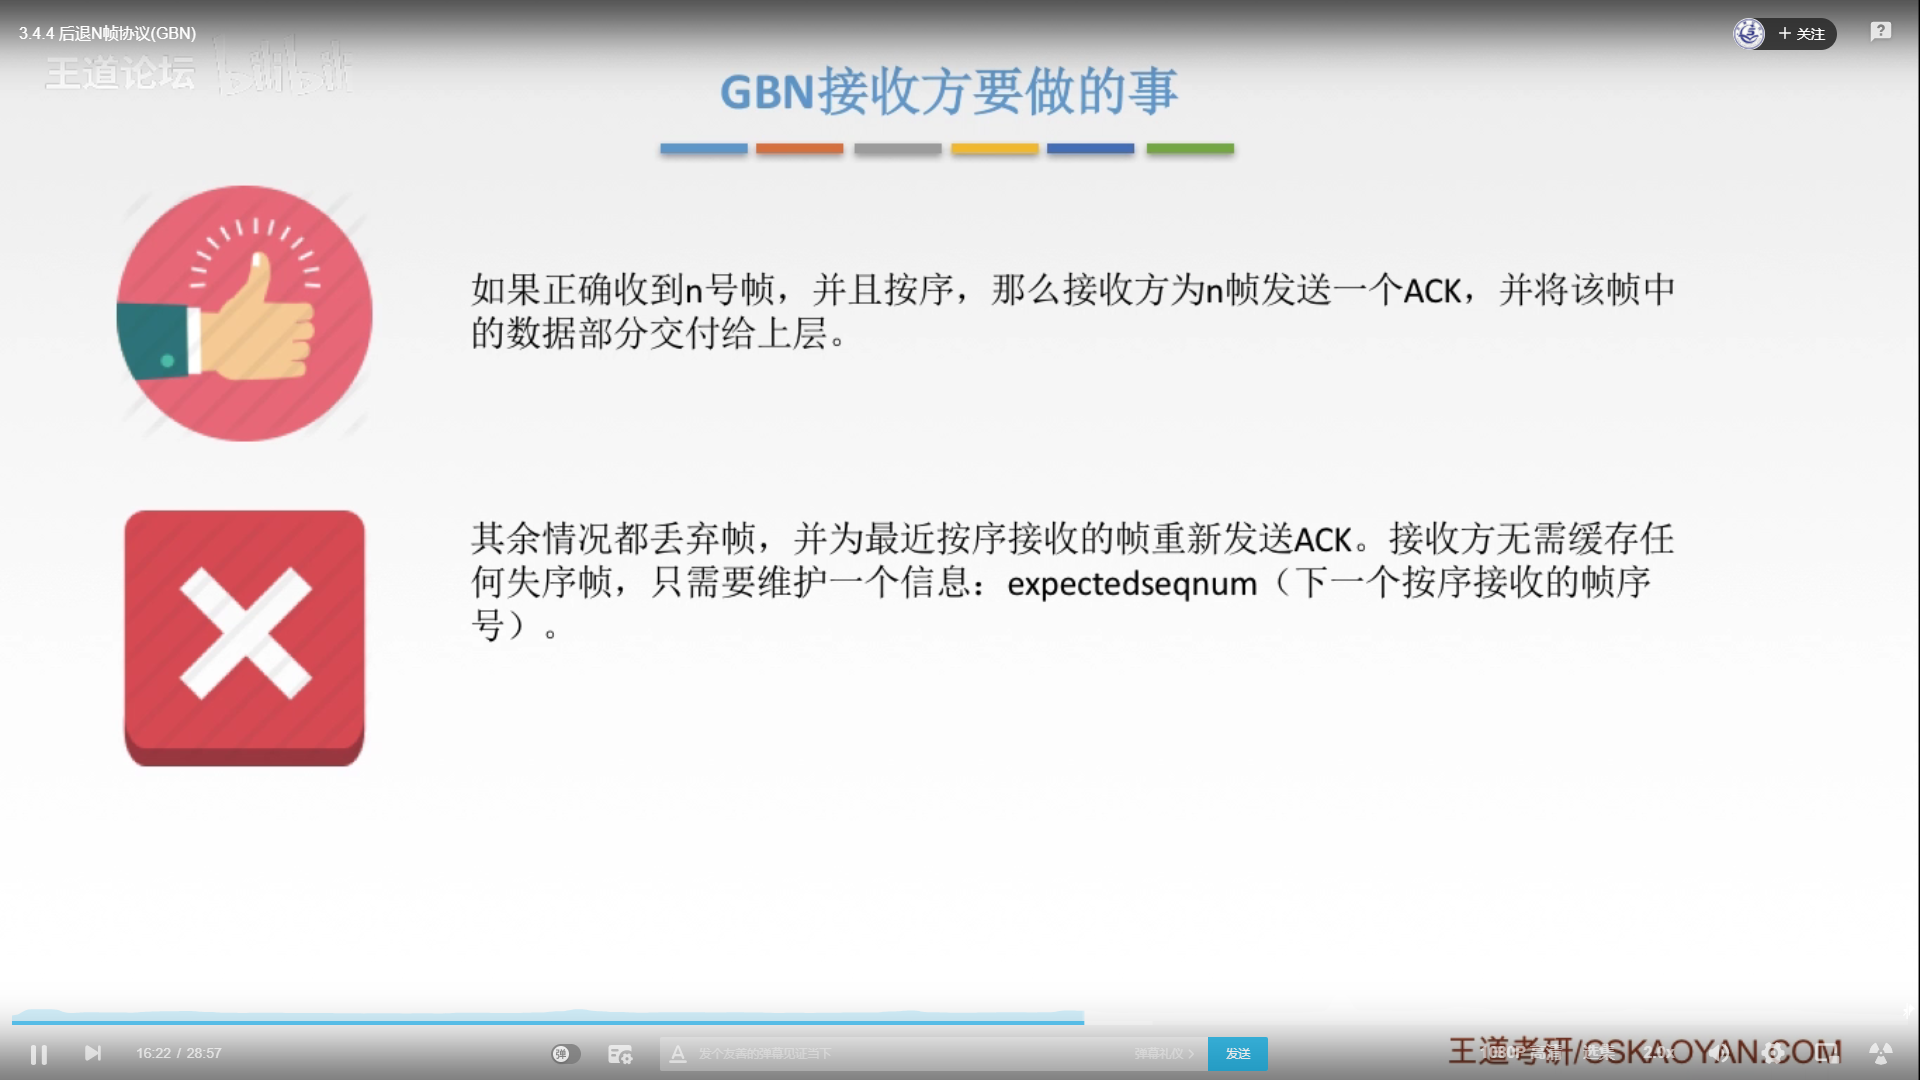 3.4.4 后退N帧协议(GBN)
+ 关注
王道论坛 bilibili
GBN接收方要做的事
如果正确收到n号帧，并且按序，那么接收方为n帧发送一个ACK，并将该帧中
的数据部分交付给上层。
其余情况都丢弃帧，并为最近按序接收的帧重新发送ACK。接收方无需缓存任
何失序帧，只需要维护一个信息：expectedseqnum（下一个按序接收的帧序
号）。
16:22 / 28:57
弹
发个友善的弹幕见证当下
弹幕礼仪 >
发送
1080P 高清
选集
2.0x
王道考研/CSKAOYAN.COM